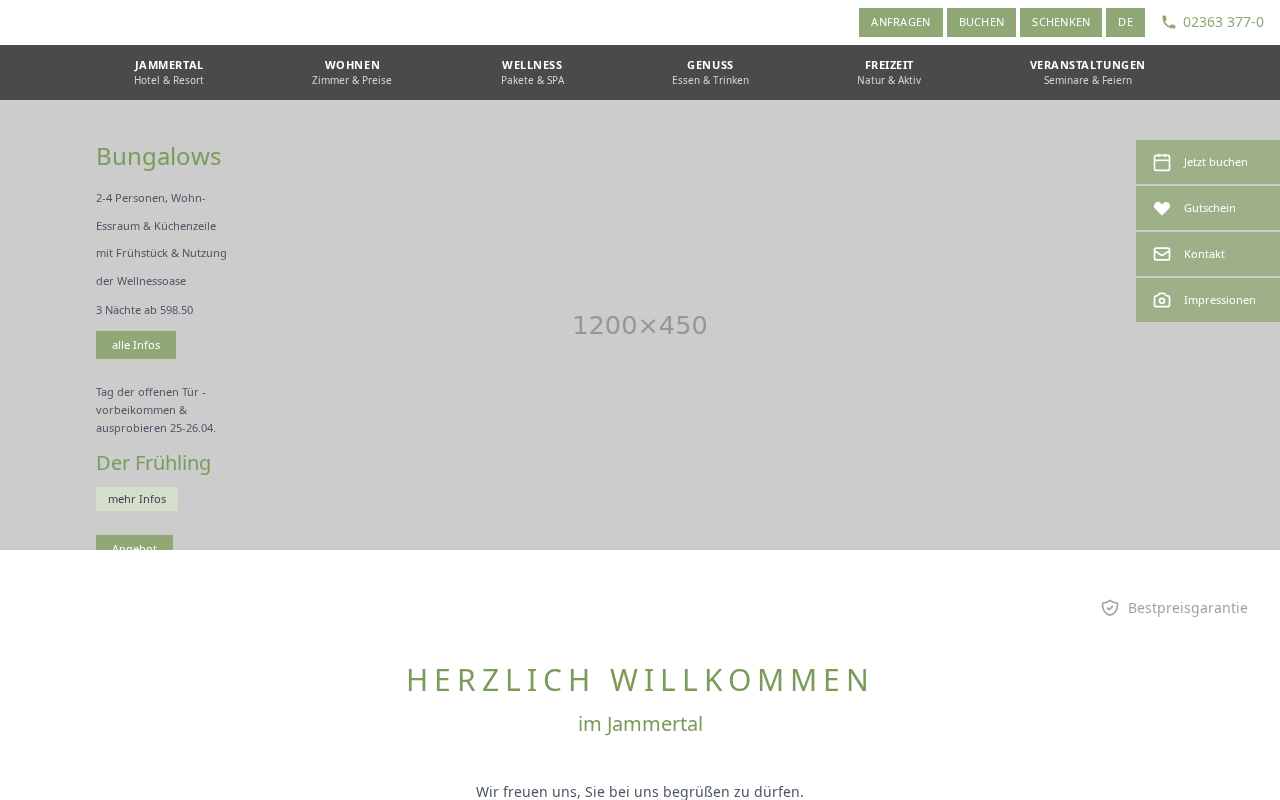 ANFRAGEN BUCHEN SCHENKEN DE 02363 377-0
JAMMERTAL WOHNEN WELLNESS GENUSS FREIZEIT VERANSTALTUNGEN
Hotel & Resort Zimmer & Preise Pakete & SPA Essen & Trinken Natur & Aktiv Seminare & Feiern
Bungalows
2-4 Personen, Wohn-
Essraum & Küchenzeile
mit Frühstück & Nutzung
der Wellnessoase
3 Nächte ab 598.50
alle Infos
Tag der offenen Tür -
vorbeikommen &
ausprobieren 25-26.04.
Der Frühling
mehr Infos
Angebot
1200×450
Jetzt buchen
Gutschein
Kontakt
Impressionen
Bestpreisgarantie
HERZLICH WILLKOMMEN
im Jammertal
Wir freuen uns, Sie bei uns begrüßen zu dürfen.